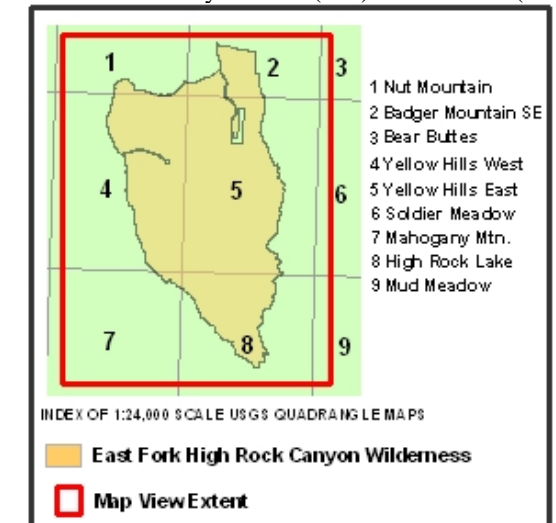 1
2
3
4
5
6
7
8
9
1 Nut Mountain
2 Badger Mountain SE
3 Bear Buttes
4 Yellow Hills West
5 Yellow Hills East
6 Soldier Meadow
7 Mahogany Mtn.
8 High Rock Lake
9 Mud Meadow
INDEX OF 1:24,000 SCALE USGS QUADRANGLE MAPS
East Fork High Rock Canyon Wilderness
Map View Extent